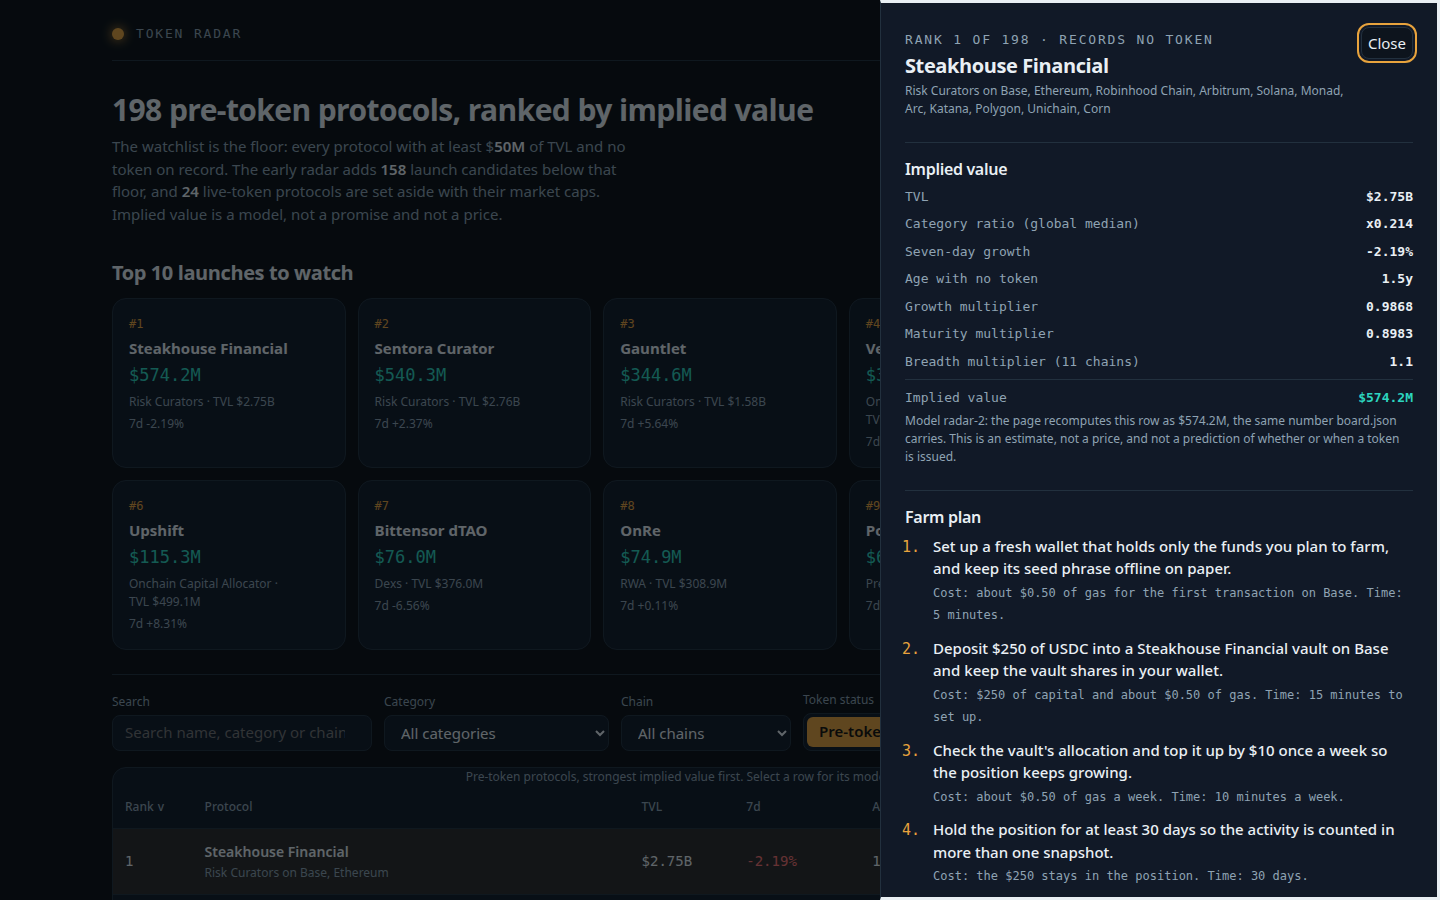 TOKEN RADAR
198 pre-token protocols, ranked by implied value
The watchlist is the floor: every protocol with at least $50M of TVL and no
token on record. The early radar adds 158 launch candidates below that
floor, and 24 live-token protocols are set aside with their market caps.
Implied value is a model, not a promise and not a price.
Top 10 launches to watch
#1
Steakhouse Financial
$574.2M
Risk Curators · TVL $2.75B
7d -2.19%
#2
Sentora Curator
$540.3M
Risk Curators · TVL $2.76B
7d +2.37%
#3
Gauntlet
$344.6M
Risk Curators · TVL $1.58B
7d +5.64%
#4
#6
Upshift
$115.3M
Onchain Capital Allocator ·
TVL $499.1M
7d +8.31%
#7
Bittensor dTAO
$76.0M
Dexs · TVL $376.0M
7d -6.56%
#8
OnRe
$74.9M
RWA · TVL $308.9M
7d +0.11%
#9
Search
Category
Chain
Token status
Search name, category or chain
All categories
All chains
Pre-toke
Pre-token protocols, strongest implied value first. Select a row for its mod
Rank v
Protocol
TVL
7d
A
1
Steakhouse Financial
Risk Curators on Base, Ethereum
$2.75B
-2.19%
1
RANK 1 OF 198 · RECORDS NO TOKEN
Close
Steakhouse Financial
Risk Curators on Base, Ethereum, Robinhood Chain, Arbitrum, Solana, Monad,
Arc, Katana, Polygon, Unichain, Corn
Implied value
TVL $2.75B
Category ratio (global median) x0.214
Seven-day growth -2.19%
Age with no token 1.5y
Growth multiplier 0.9868
Maturity multiplier 0.8983
Breadth multiplier (11 chains) 1.1
Implied value $574.2M
Model radar-2: the page recomputes this row as $574.2M, the same number board.json
carries. This is an estimate, not a price, and not a prediction of whether or when a token
is issued.
Farm plan
1. Set up a fresh wallet that holds only the funds you plan to farm,
and keep its seed phrase offline on paper.
Cost: about $0.50 of gas for the first transaction on Base. Time:
5 minutes.
2. Deposit $250 of USDC into a Steakhouse Financial vault on Base
and keep the vault shares in your wallet.
Cost: $250 of capital and about $0.50 of gas. Time: 15 minutes to
set up.
3. Check the vault's allocation and top it up by $10 once a week so
the position keeps growing.
Cost: about $0.50 of gas a week. Time: 10 minutes a week.
4. Hold the position for at least 30 days so the activity is counted in
more than one snapshot.
Cost: the $250 stays in the position. Time: 30 days.